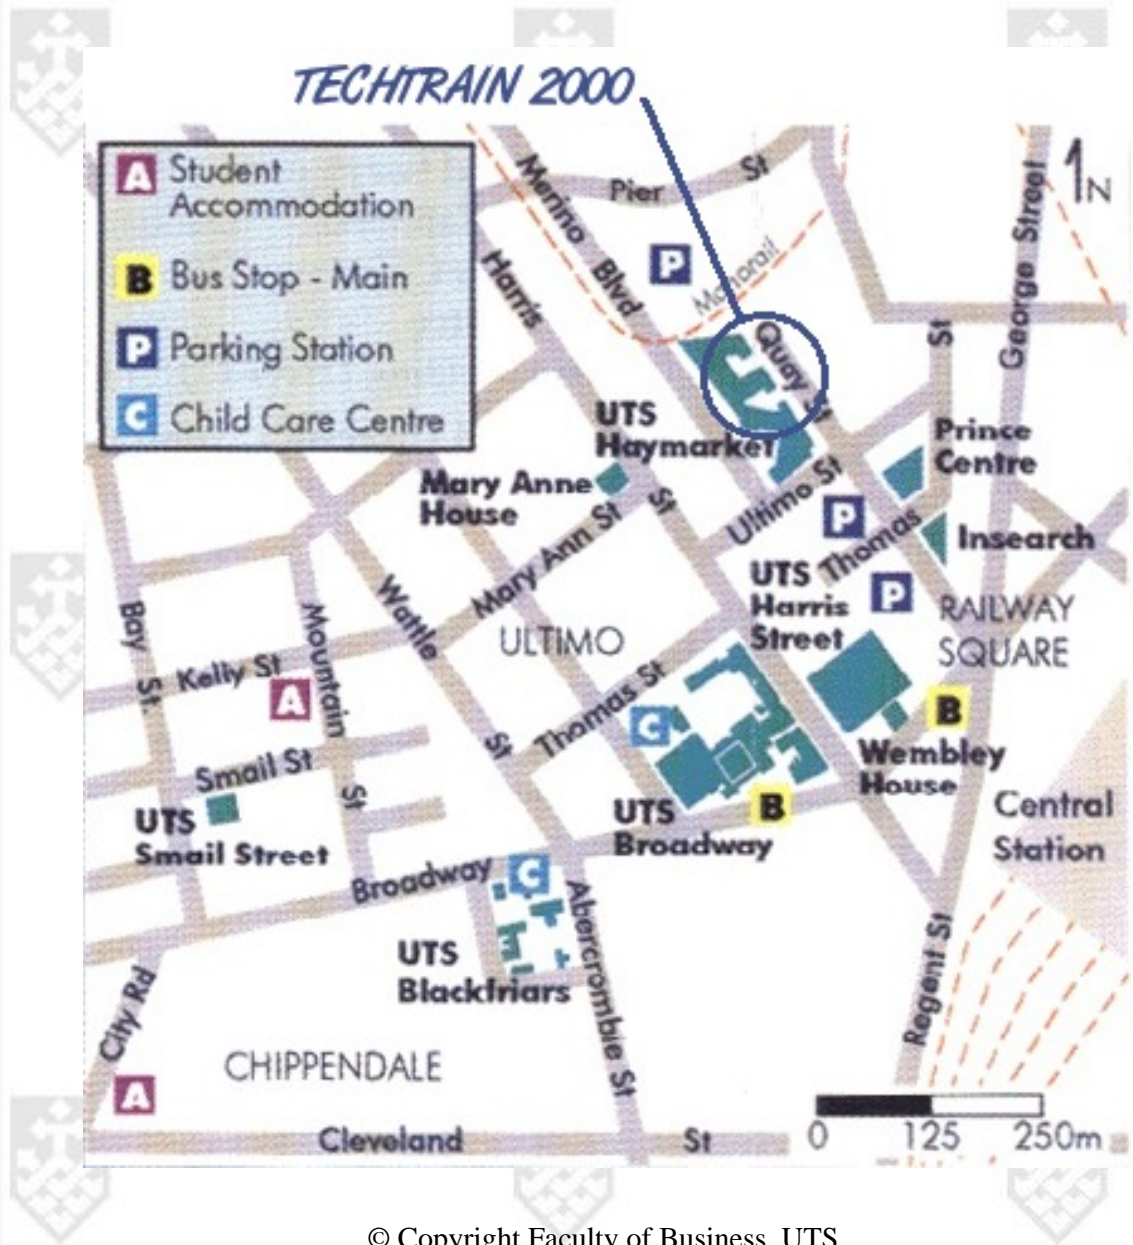 TECHTRAIN 2000
A Student
Accommodation
B Bus Stop - Main
P Parking Station
C Child Care Centre
1N
Merino Blvd
Pier St
George Street
Harris St
P
Monorail
Quay St
St
UTS
Haymarket
Prince
Centre
Mary Anne
House
Ultimo St
P
Thomas
Insearch
Mary Ann St
UTS
Harris
Street
P
RAILWAY
SQUARE
Bay St.
Mountain St
Wattle St
ULTIMO
Kelly St
A
Thomas St
C
B
Wembley
House
Smail St
UTS
Smail Street
UTS
Broadway
B
Central
Station
Broadway
C
Abercrombie St
UTS
Blackfriars
Regent St
City Rd
CHIPPENDALE
A
Cleveland St
0 125 250m
© Copyright Faculty of Business, UTS